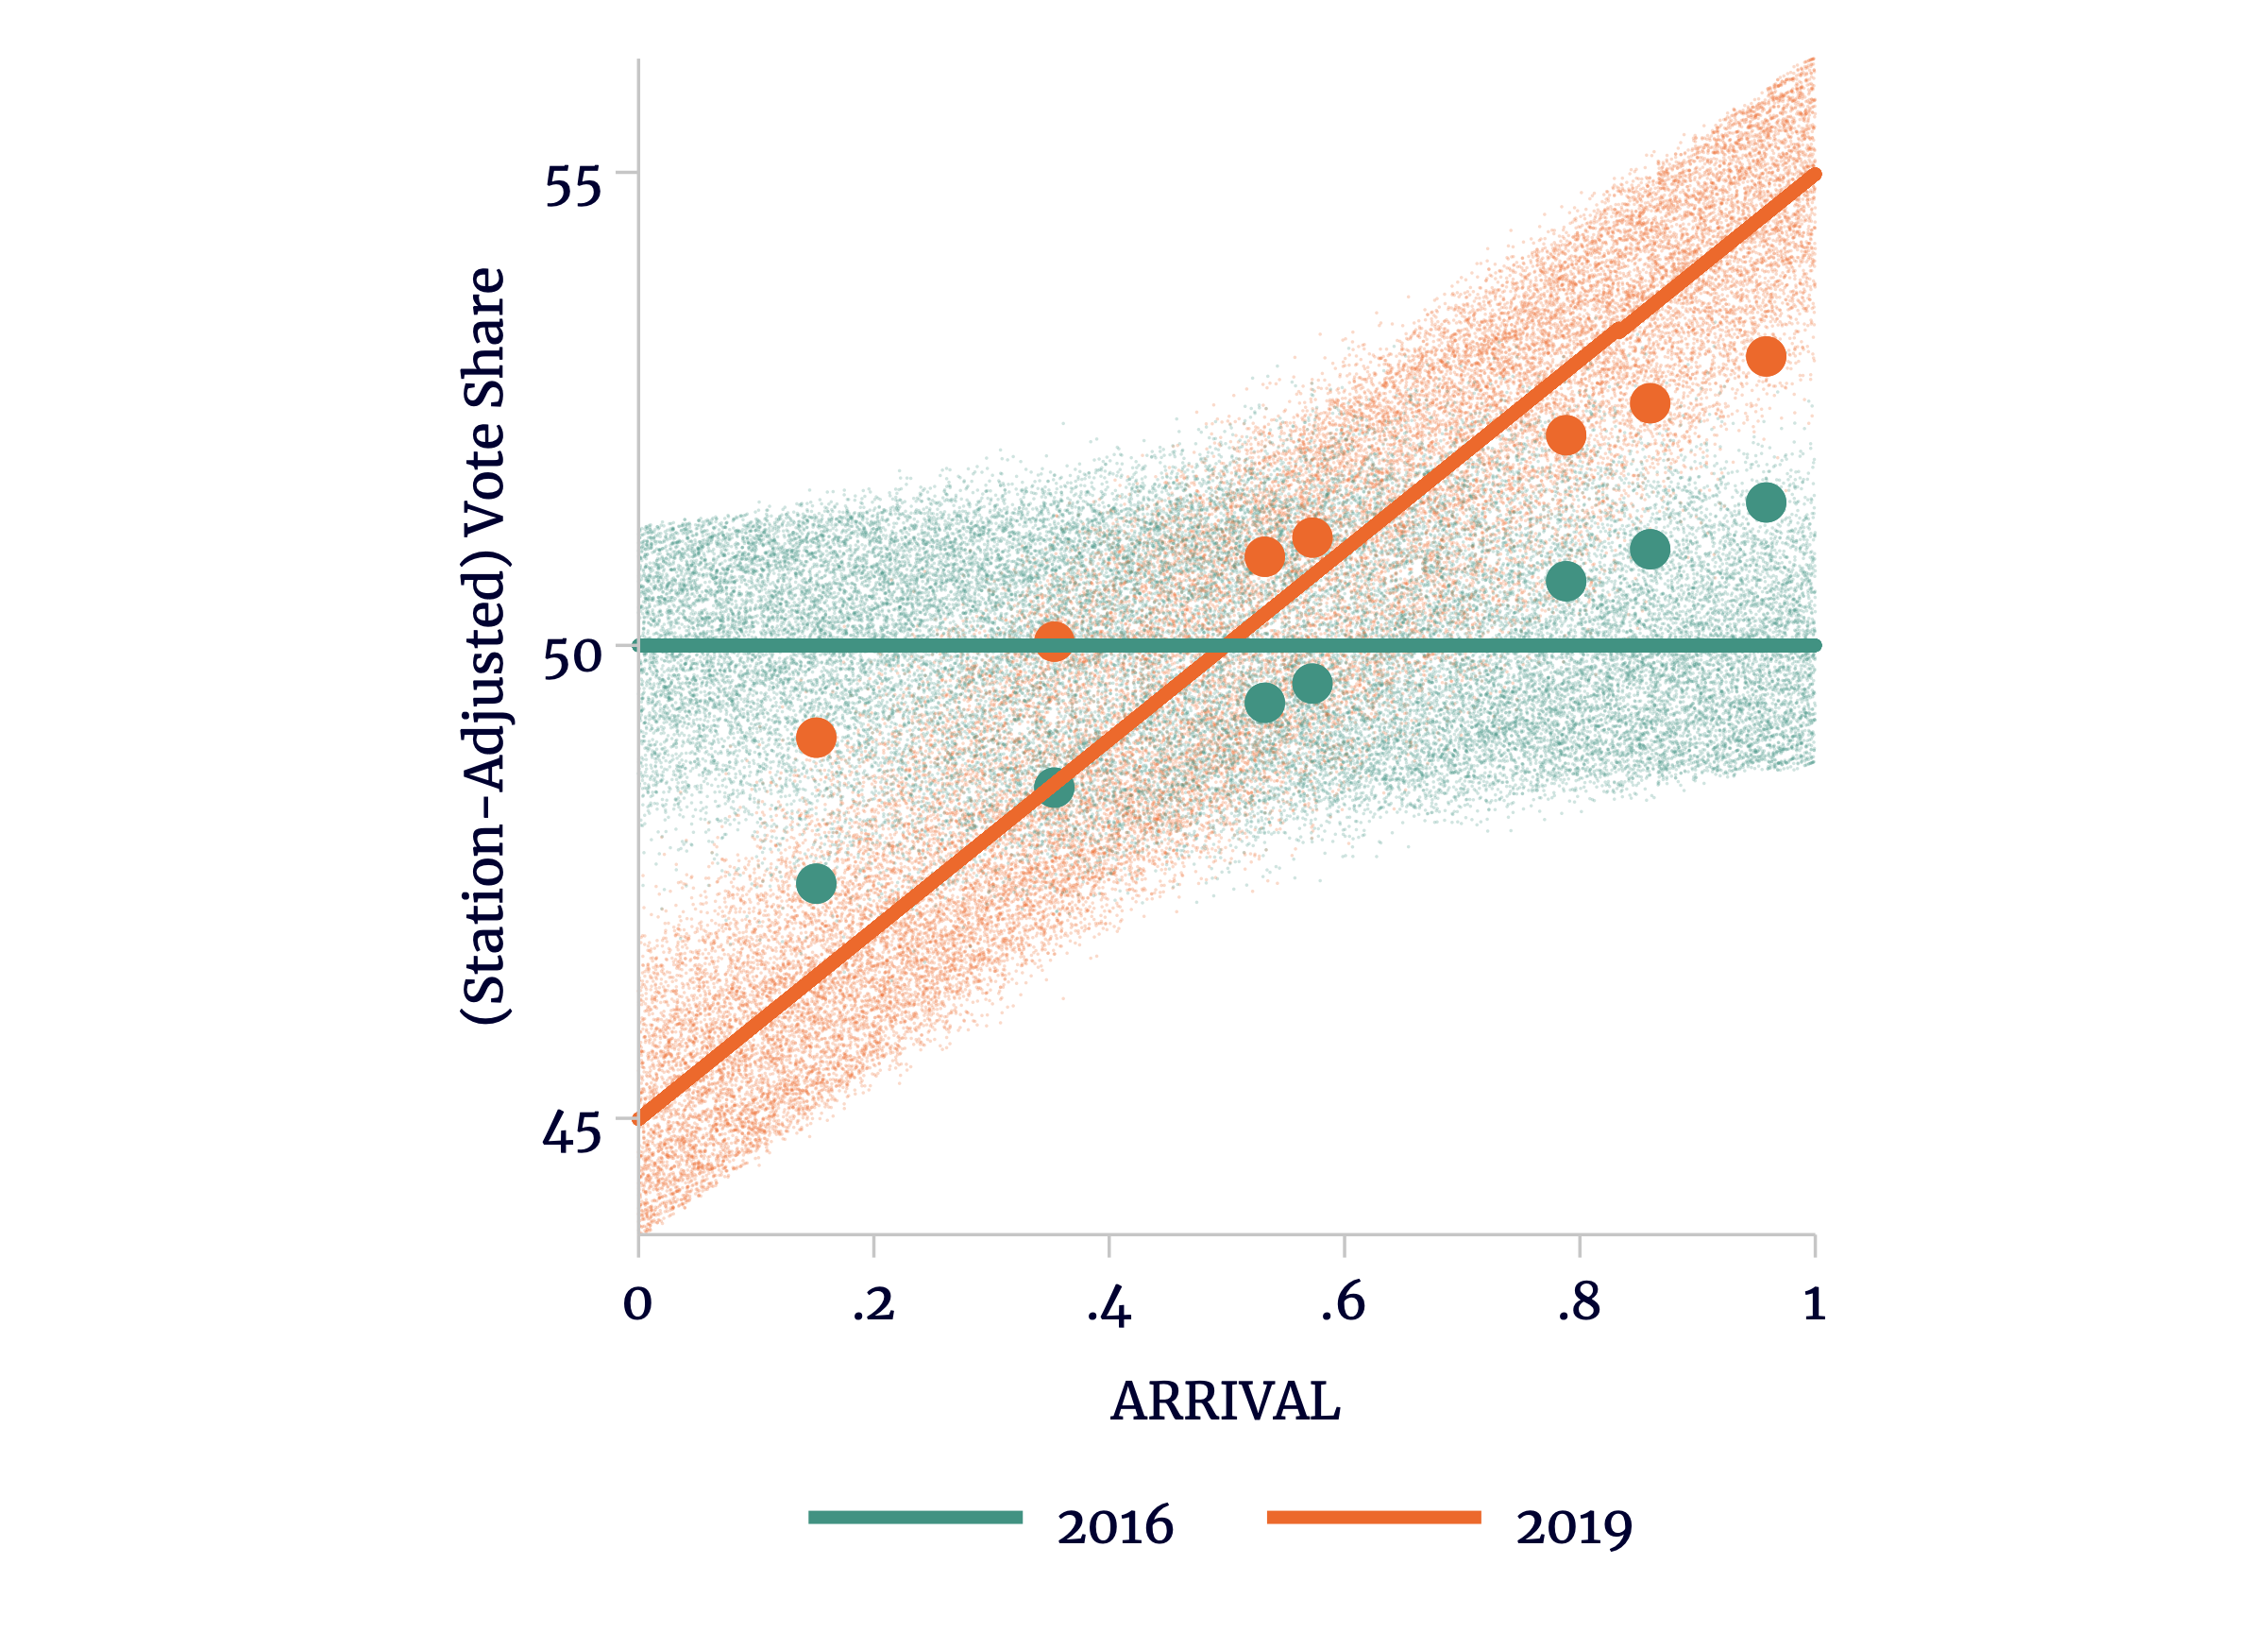 (Station-Adjusted) Vote Share
55
50
45
0 .2 .4 .6 .8 1
ARRIVAL
2016 2019